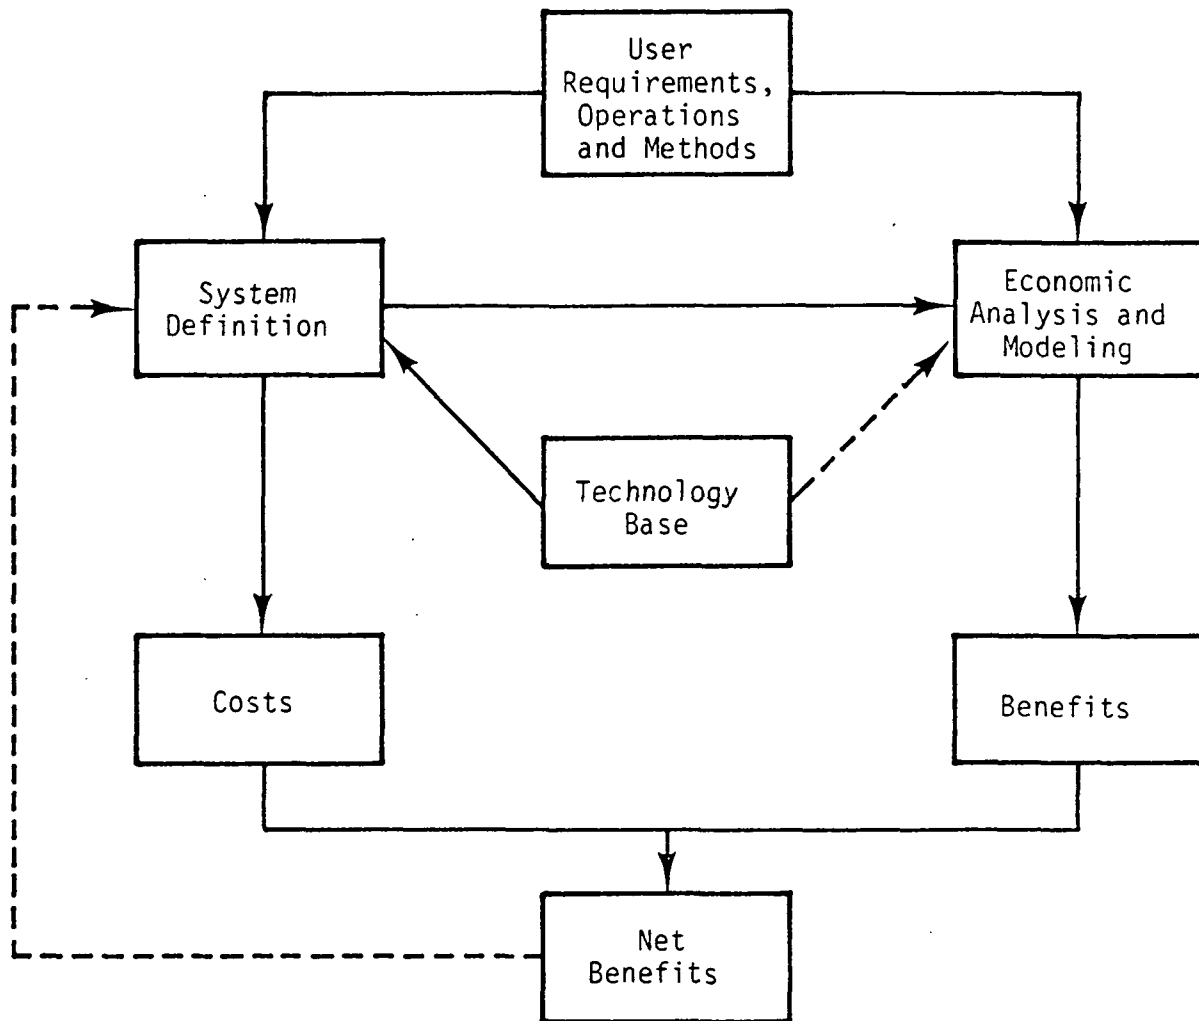 User
Requirements,
Operations
and Methods
System
Definition
Economic
Analysis and
Modeling
Technology
Base
Costs
Benefits
Net
Benefits